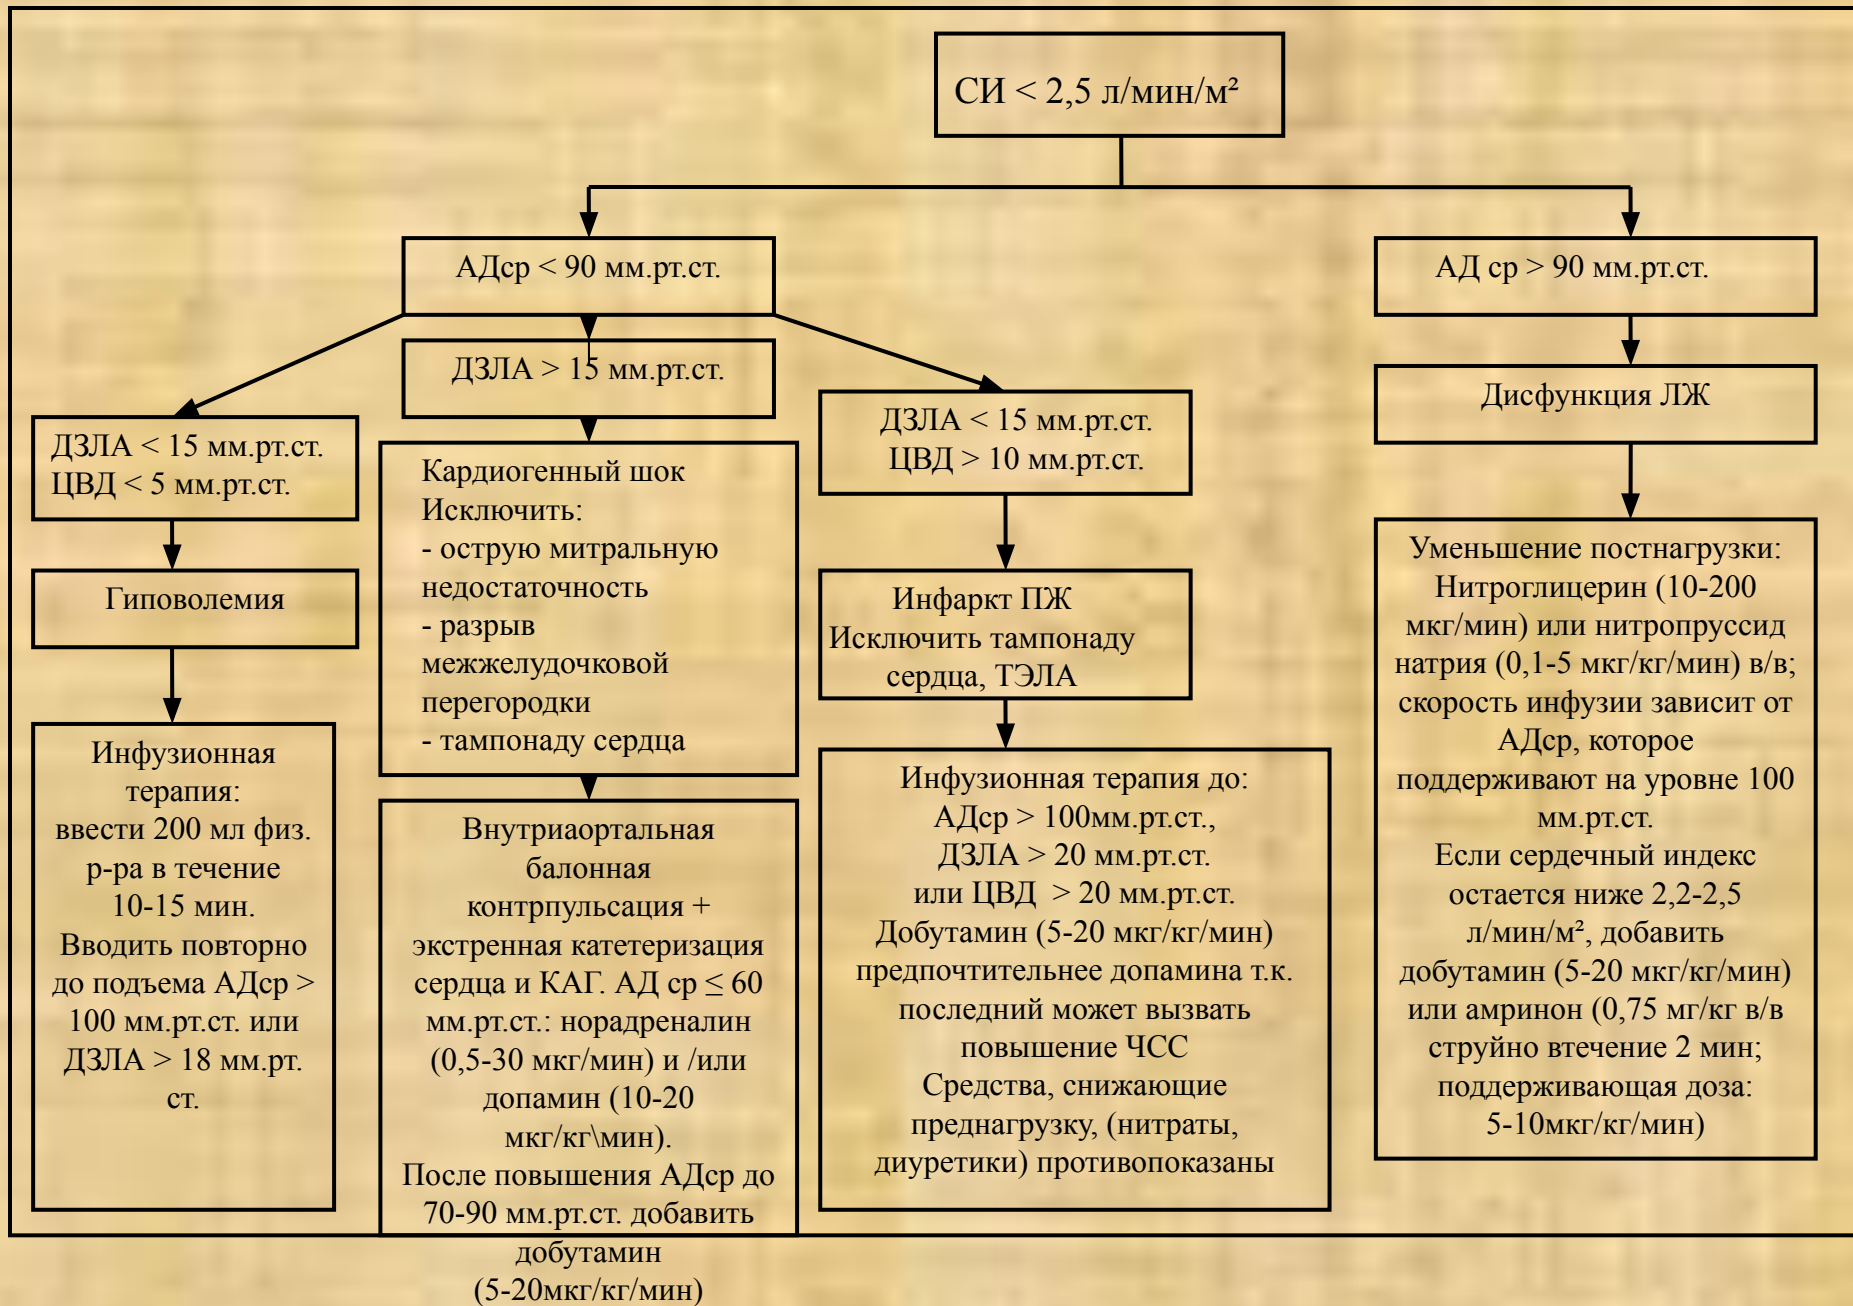 СИ < 2,5 л/мин/м²
АДср < 90 мм.рт.ст.
АД ср > 90 мм.рт.ст.
ДЗЛА < 15 мм.рт.ст.
ЦВД < 5 мм.рт.ст.
Гиповолемия
Инфузионная
терапия:
ввести 200 мл физ.
р-ра в течение
10-15 мин.
Вводить повторно
до подъема АДср >
100 мм.рт.ст. или
ДЗЛА > 18 мм.рт.
ст.
ДЗЛА > 15 мм.рт.ст.
Кардиогенный шок
Исключить:
- острую митральную
недостаточность
- разрыв
межжелудочковой
перегородки
- тампонаду сердца
Внутриаортальная
балонная
контрпульсация +
экстренная катетеризация
сердца и КАГ. АД ср ≤ 60
мм.рт.ст.: норадреналин
(0,5-30 мкг/мин) и /или
допамин (10-20
мкг/кг\мин).
После повышения АДср до
70-90 мм.рт.ст. добавить
добутамин
(5-20мкг/кг/мин)
ДЗЛА < 15 мм.рт.ст.
ЦВД > 10 мм.рт.ст.
Инфаркт ПЖ
Исключить тампонаду
сердца, ТЭЛА
Инфузионная терапия до:
АДср > 100мм.рт.ст.,
ДЗЛА > 20 мм.рт.ст.
или ЦВД > 20 мм.рт.ст.
Добутамин (5-20 мкг/кг/мин)
предпочтительнее допамина т.к.
последний может вызвать
повышение ЧСС
Средства, снижающие
преднагрузку, (нитраты,
диуретики) противопоказаны
Дисфункция ЛЖ
Уменьшение постнагрузки:
Нитроглицерин (10-200
мкг/мин) или нитропруссид
натрия (0,1-5 мкг/кг/мин) в/в;
скорость инфузии зависит от
АДср, которое
поддерживают на уровне 100
мм.рт.ст.
Если сердечный индекс
остается ниже 2,2-2,5
л/мин/м², добавить
добутамин (5-20 мкг/кг/мин)
или амринон (0,75 мг/кг в/в
струйно втечение 2 мин;
поддерживающая доза:
5-10мкг/кг/мин)